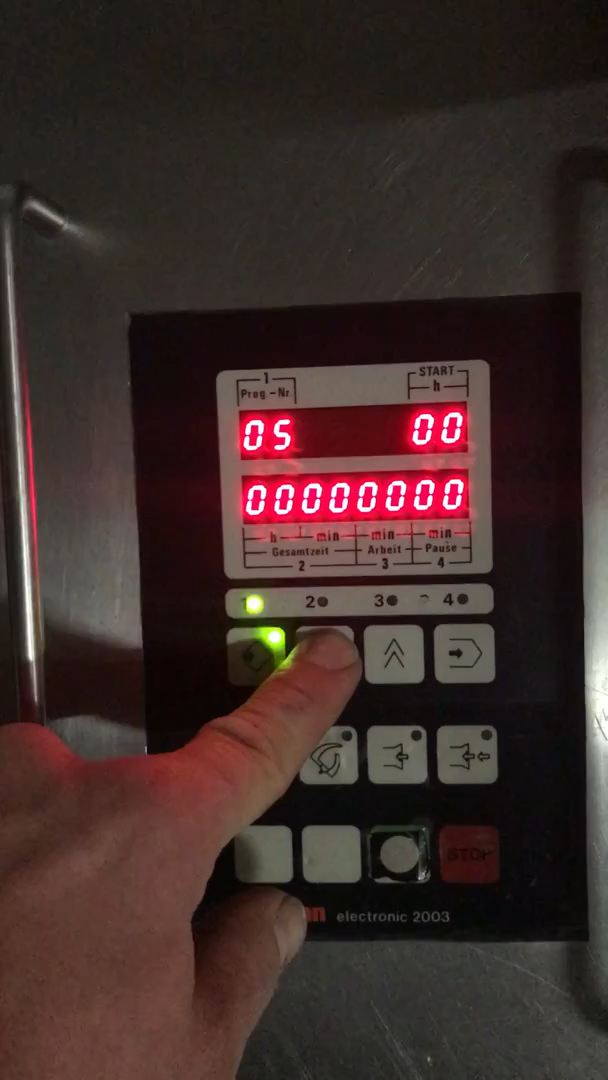 1 START
Prog.-Nr. h
05 00
00000000
h min min min
Gesamtzeit Arbeit Pause
2 3 4
1 2 3 4
STOP
electronic 2003